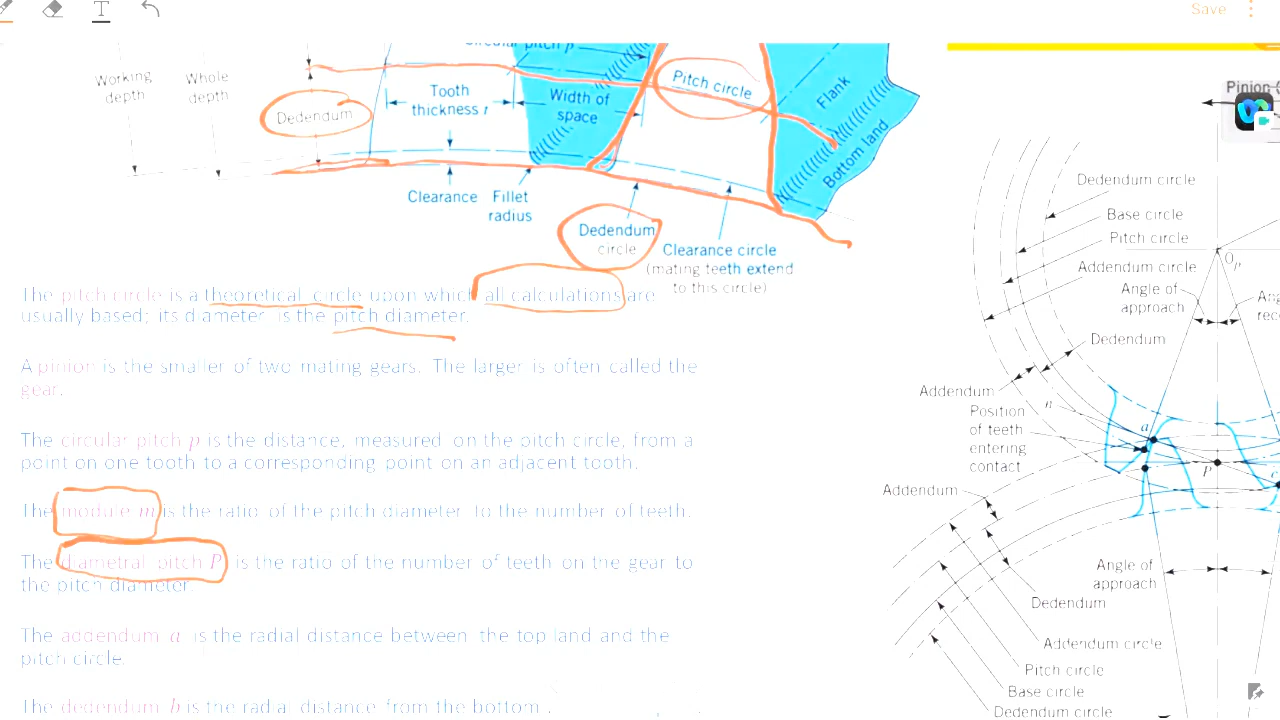 T
Save
Circular pitch p
Working
depth
Whole
depth
Dedendum
Tooth
thickness t
Width of
space
Pitch circle
Flank
Bottom land
Clearance
Fillet
radius
Dedendum
circle
Clearance circle
(mating teeth extend
to this circle)
The pitch circle is a theoretical circle upon which all calculations are
usually based; its diameter is the pitch diameter.
A pinion is the smaller of two mating gears. The larger is often called the
gear.
The circular pitch p is the distance, measured on the pitch circle, from a
point on one tooth to a corresponding point on an adjacent tooth.
The module m is the ratio of the pitch diameter to the number of teeth.
The diametral pitch P is the ratio of the number of teeth on the gear to
the pitch diameter.
The addendum a is the radial distance between the top land and the
pitch circle.
The dedendum b is the radial distance from the bottom
Pinion (
Dedendum circle
Base circle
Pitch circle
Addendum circle
Angle of
approach
O_P
Dedendum
Addendum
Position
of teeth
entering
contact
n
a
P
c
Addendum
Angle of
approach
Dedendum
Addendum circle
Pitch circle
Base circle
Dedendum circle